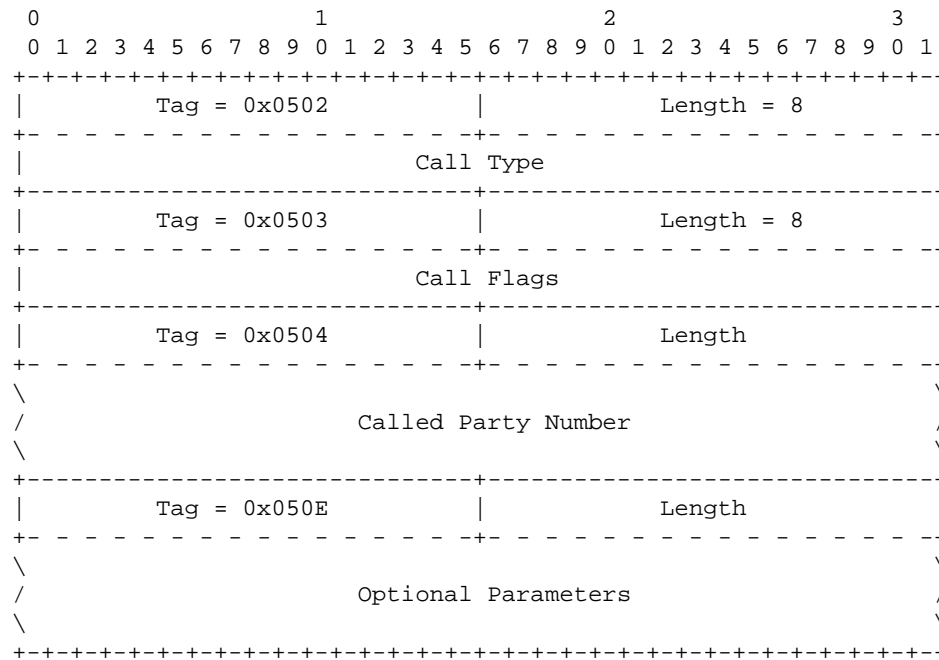 0                   1                   2                   3
 0 1 2 3 4 5 6 7 8 9 0 1 2 3 4 5 6 7 8 9 0 1 2 3 4 5 6 7 8 9 0 1
+-+-+-+-+-+-+-+-+-+-+-+-+-+-+-+-+-+-+-+-+-+-+-+-+-+-+-+-+-+-+-+--
|         Tag = 0x0502          |            Length = 8
+- - - - - - - - - - - - - - - -+- - - - - - - - - - - - - - - --
|                           Call Type
+-------------------------------+--------------------------------
|         Tag = 0x0503          |            Length = 8
+- - - - - - - - - - - - - - - -+- - - - - - - - - - - - - - - --
|                           Call Flags
+-------------------------------+--------------------------------
|         Tag = 0x0504          |            Length
+- - - - - - - - - - - - - - - -+- - - - - - - - - - - - - - - --
\                                                               \
/                       Called Party Number                     /
\                                                               \
+-------------------------------+--------------------------------
|         Tag = 0x050E          |            Length
+- - - - - - - - - - - - - - - -+- - - - - - - - - - - - - - - --
\                                                               \
/                       Optional Parameters                     /
\                                                               \
+-+-+-+-+-+-+-+-+-+-+-+-+-+-+-+-+-+-+-+-+-+-+-+-+-+-+-+-+-+-+-+--